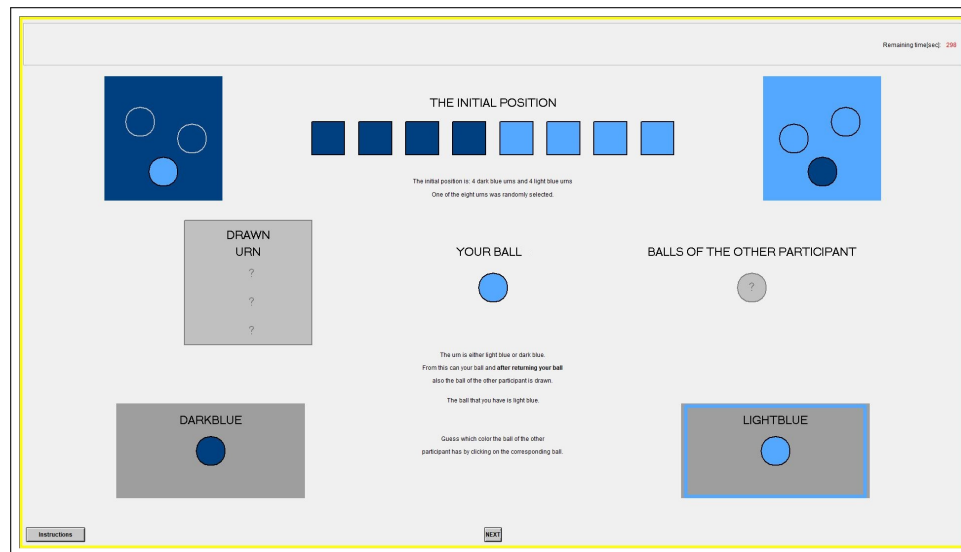 Remaining time[sec]: 298
THE INITIAL POSITION
The initial position is: 4 dark blue urns and 4 light blue urns
One of the eight urns was randomly selected.
DRAWN
URN
?
?
?
YOUR BALL
BALLS OF THE OTHER PARTICIPANT
?
The urn is either light blue or dark blue.
From this can your ball and after returning your ball
also the ball of the other participant is drawn.
The ball that you have is light blue.
DARKBLUE
LIGHTBLUE
Guess which color the ball of the other
participant has by clicking on the corresponding ball.
Instructions
NEXT